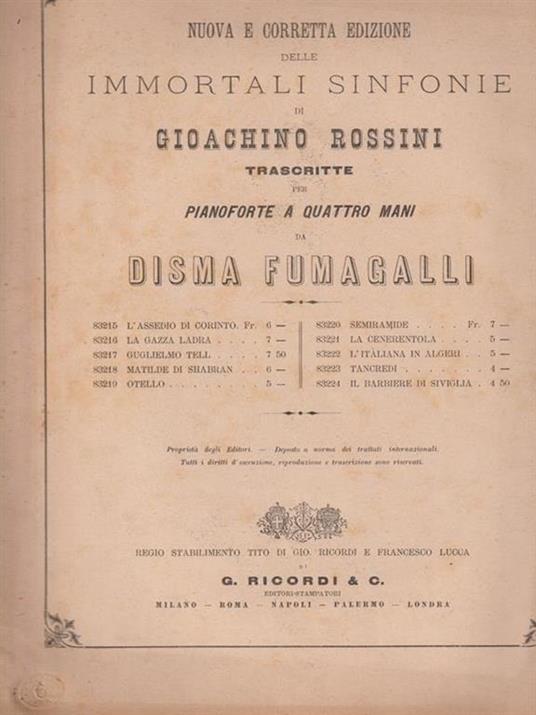 NUOVA E CORRETTA EDIZIONE
DELLE
IMMORTALI SINFONIE
DI
GIOACHINO ROSSINI
TRASCRITTE
PER
PIANOFORTE A QUATTRO MANI
DA
DISMA FUMAGALLI
83215 L'ASSEDIO DI CORINTO. Fr. 6 —
83216 LA GAZZA LADRA . . . . 7 —
83217 GUGLIELMO TELL . . . . 7 50
83218 MATILDE DI SHABRAN . . 6 —
83219 OTELLO . . . . . . . . 5 —
83220 SEMIRAMIDE . . . . Fr. 7 —
83221 LA CENERENTOLA . . . . 5 —
83222 L'ITALIANA IN ALGERI . . 5 —
83223 TANCREDI . . . . . . . 4 —
83224 IL BARBIERE DI SIVIGLIA . 4 50
Proprietà degli Editori. — Deposto a norma dei trattati internazionali.
Tutti i diritti d'esecuzione, riproduzione e trascrizione sono riservati.
REGIO STABILIMENTO TITO DI GIO. RICORDI E FRANCESCO LUCCA
DI
G. RICORDI & C.
EDITORI-STAMPATORI
MILANO — ROMA — NAPOLI — PALERMO — LONDRA